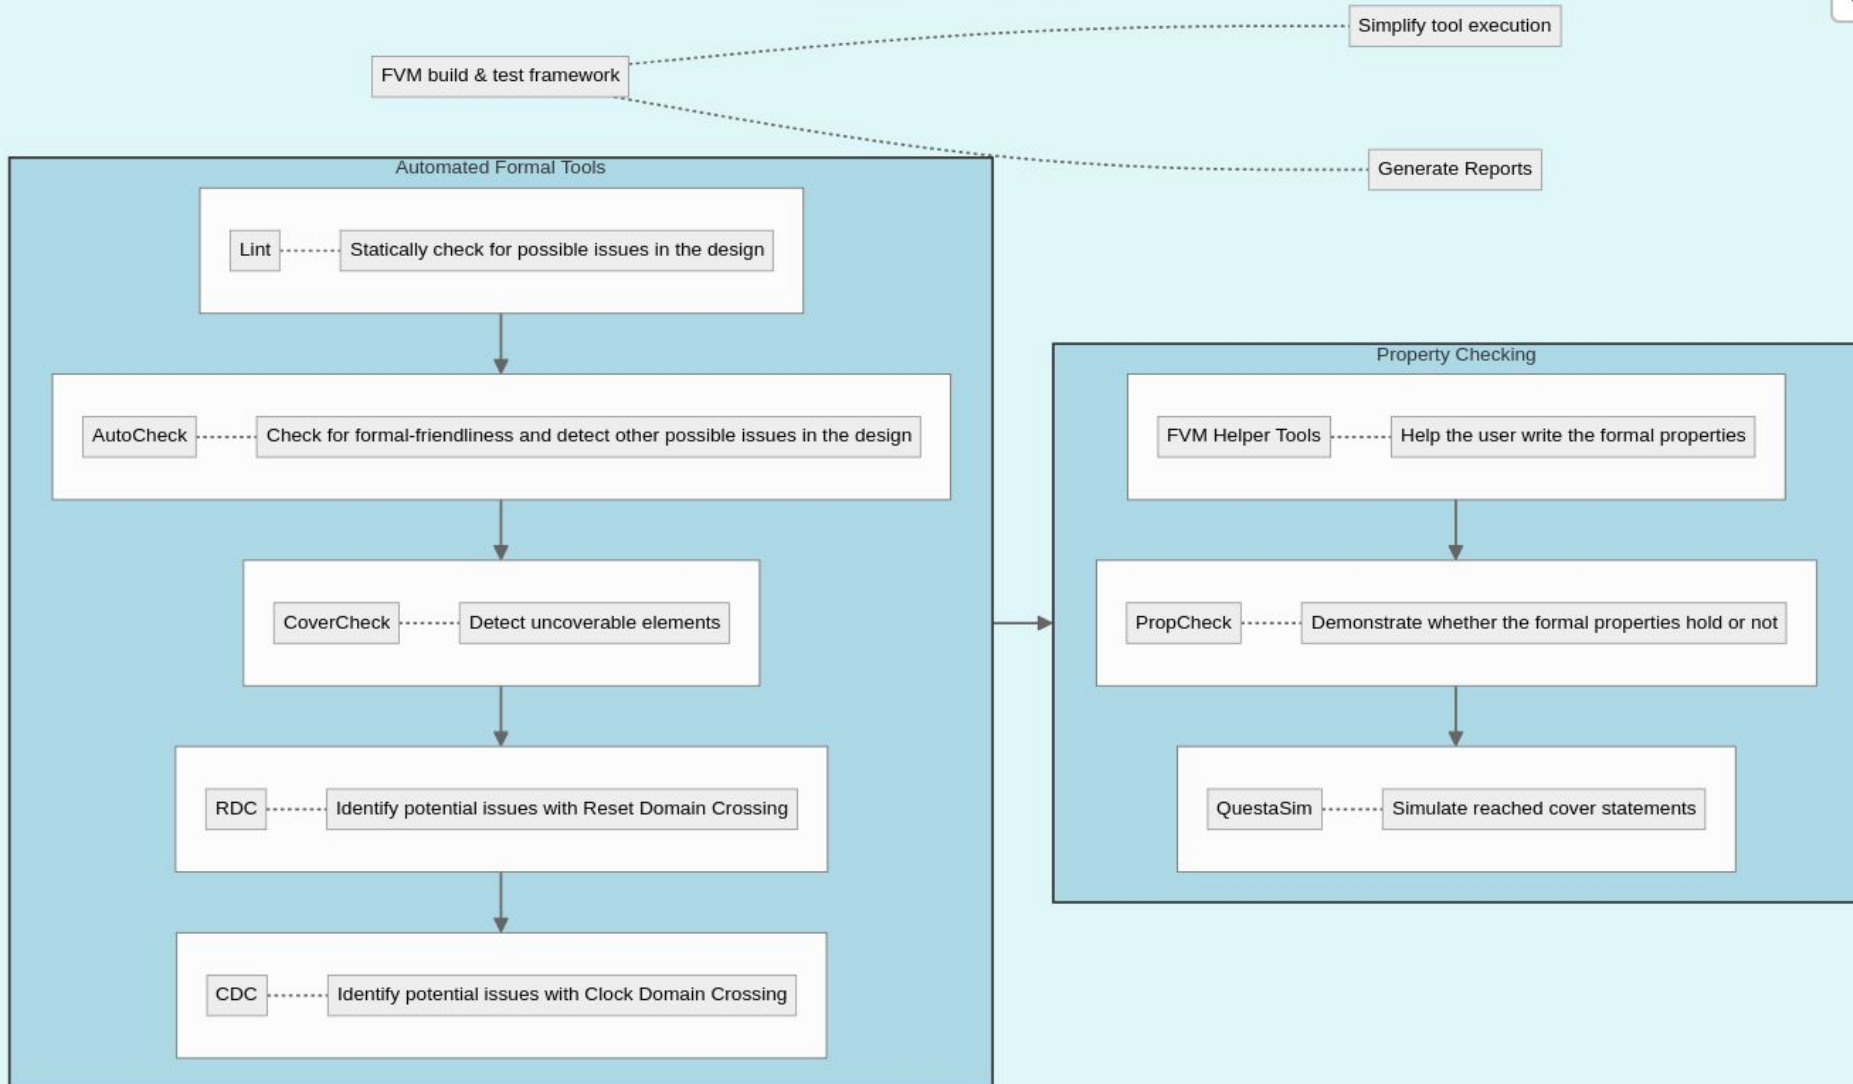 Simplify tool execution
FVM build & test framework
Generate Reports
Automated Formal Tools
Lint
Statically check for possible issues in the design
AutoCheck
Check for formal-friendliness and detect other possible issues in the design
CoverCheck
Detect uncoverable elements
RDC
Identify potential issues with Reset Domain Crossing
CDC
Identify potential issues with Clock Domain Crossing
Property Checking
FVM Helper Tools
Help the user write the formal properties
PropCheck
Demonstrate whether the formal properties hold or not
QuestaSim
Simulate reached cover statements